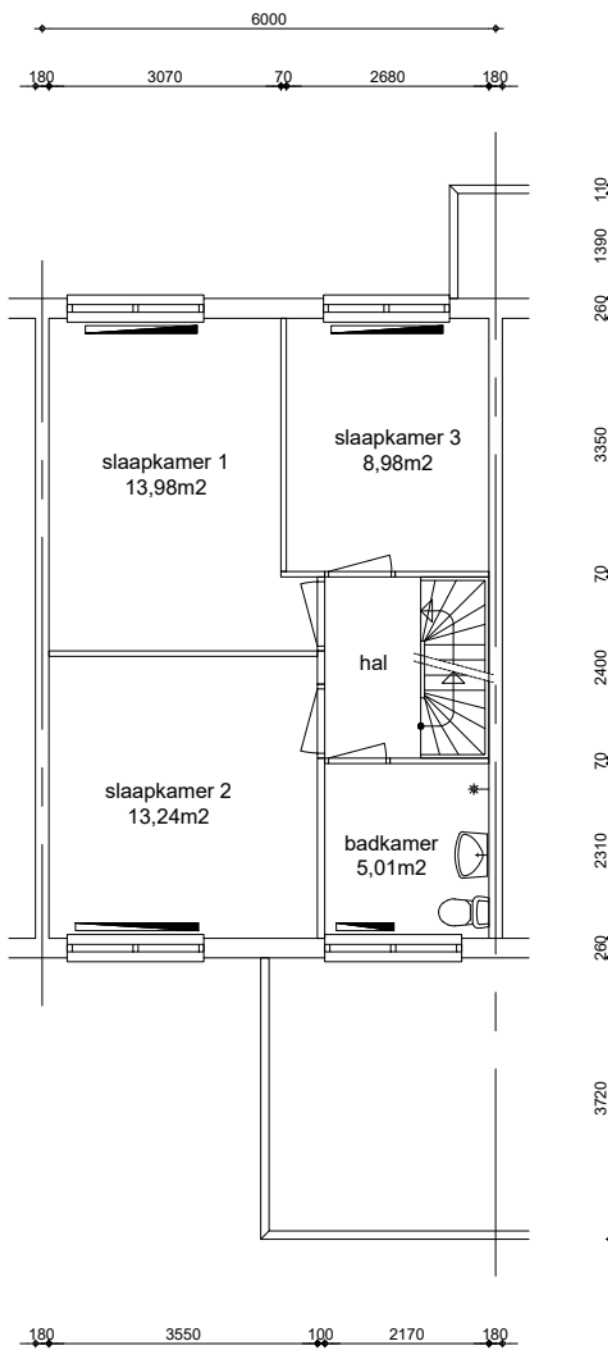 6000
180 3070 70 2680 180
110
1390
260
slaapkamer 1
13,98m2
slaapkamer 3
8,98m2
3350
70
hal
2400
70
slaapkamer 2
13,24m2
badkamer
5,01m2
2310
260
3720
180 3550 100 2170 180